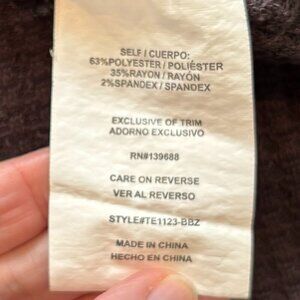 SELF / CUERPO:
63%POLYESTER / POLIÉSTER
35%RAYON / RAYÓN
2%SPANDEX / SPANDEX
EXCLUSIVE OF TRIM
ADORNO EXCLUSIVO
RN#139688
CARE ON REVERSE
VER AL REVERSO
STYLE#TE1123-BBZ
MADE IN CHINA
HECHO EN CHINA